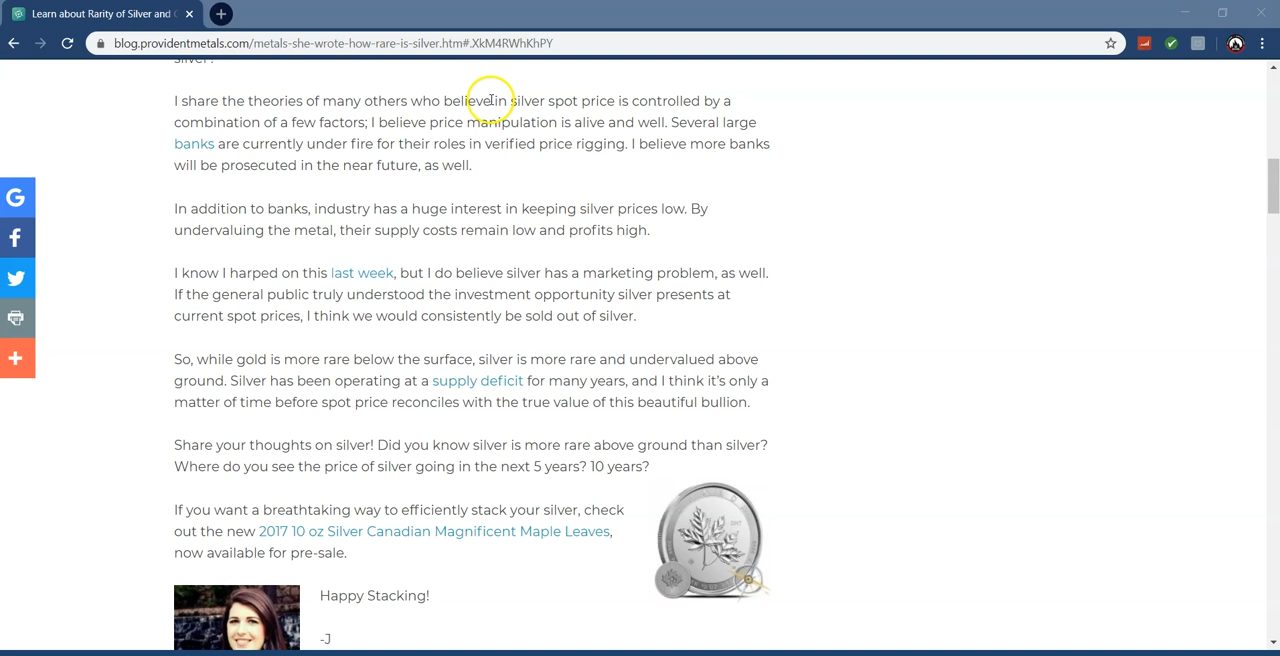 Learn about Rarity of Silver and
blog.providentmetals.com/metals-she-wrote-how-rare-is-silver.htm#.XkM4RWhKhPY
silver?
I share the theories of many others who believe in silver spot price is controlled by a
combination of a few factors; I believe price manipulation is alive and well. Several large
banks are currently under fire for their roles in verified price rigging. I believe more banks
will be prosecuted in the near future, as well.
In addition to banks, industry has a huge interest in keeping silver prices low. By
undervaluing the metal, their supply costs remain low and profits high.
I know I harped on this last week, but I do believe silver has a marketing problem, as well.
If the general public truly understood the investment opportunity silver presents at
current spot prices, I think we would consistently be sold out of silver.
So, while gold is more rare below the surface, silver is more rare and undervalued above
ground. Silver has been operating at a supply deficit for many years, and I think it's only a
matter of time before spot price reconciles with the true value of this beautiful bullion.
Share your thoughts on silver! Did you know silver is more rare above ground than silver?
Where do you see the price of silver going in the next 5 years? 10 years?
If you want a breathtaking way to efficiently stack your silver, check
out the new 2017 10 oz Silver Canadian Magnificent Maple Leaves,
now available for pre-sale.
Happy Stacking!
-J